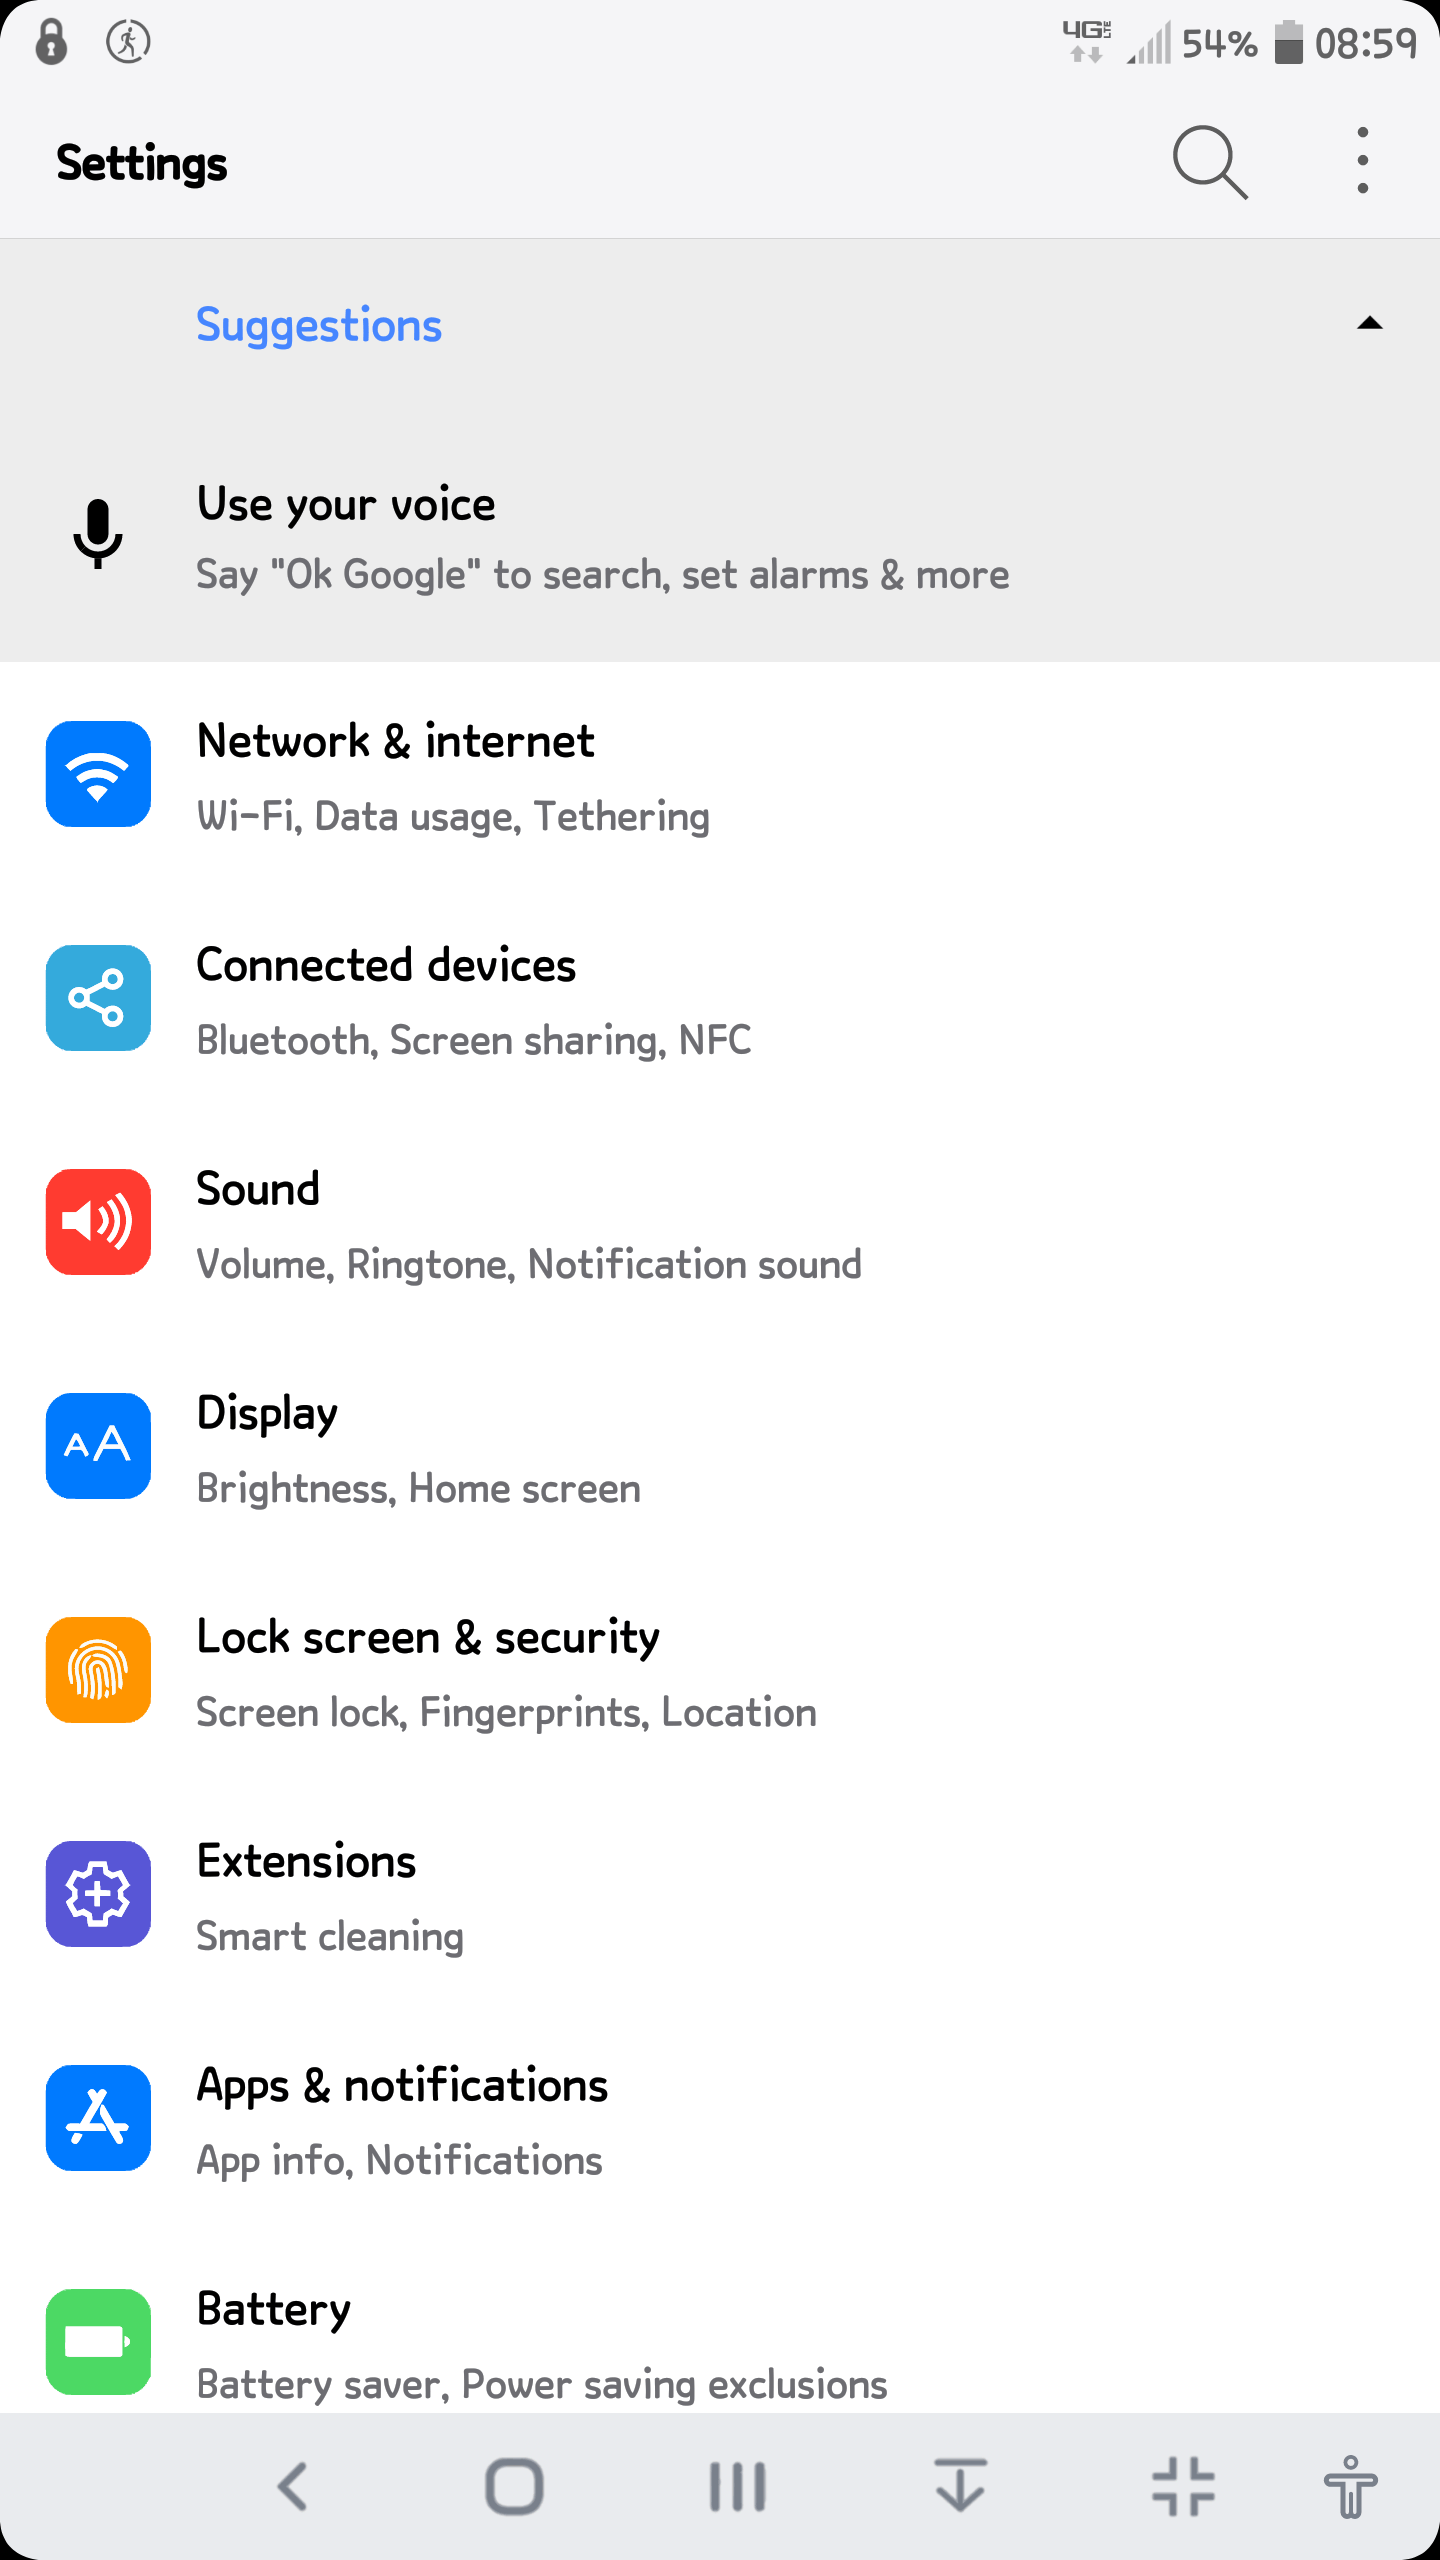 4G LTE 54% 08:59
Settings
Suggestions
Use your voice
Say "Ok Google" to search, set alarms & more
Network & internet
Wi-Fi, Data usage, Tethering
Connected devices
Bluetooth, Screen sharing, NFC
Sound
Volume, Ringtone, Notification sound
AA
Display
Brightness, Home screen
Lock screen & security
Screen lock, Fingerprints, Location
Extensions
Smart cleaning
Apps & notifications
App info, Notifications
Battery
Battery saver, Power saving exclusions